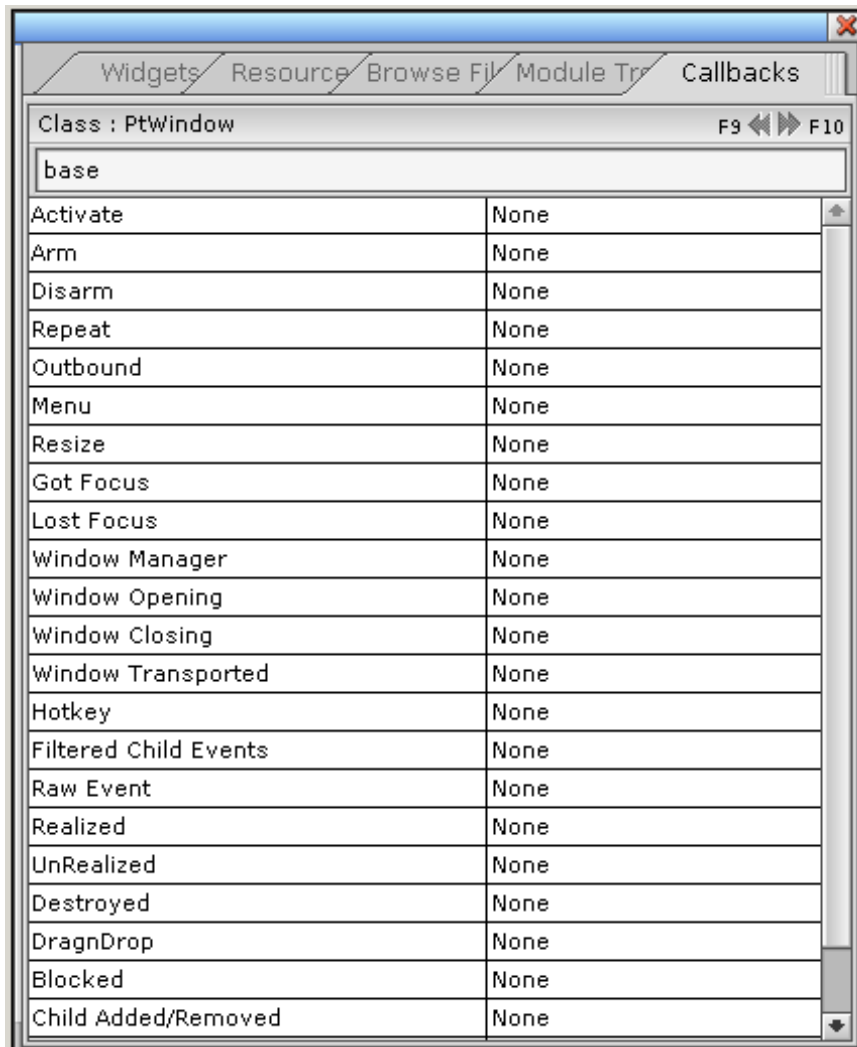 Widgets Resource Browse Fil Module Tre Callbacks
Class : PtWindow F9 F10
base
Activate None
Arm None
Disarm None
Repeat None
Outbound None
Menu None
Resize None
Got Focus None
Lost Focus None
Window Manager None
Window Opening None
Window Closing None
Window Transported None
Hotkey None
Filtered Child Events None
Raw Event None
Realized None
UnRealized None
Destroyed None
DragnDrop None
Blocked None
Child Added/Removed None